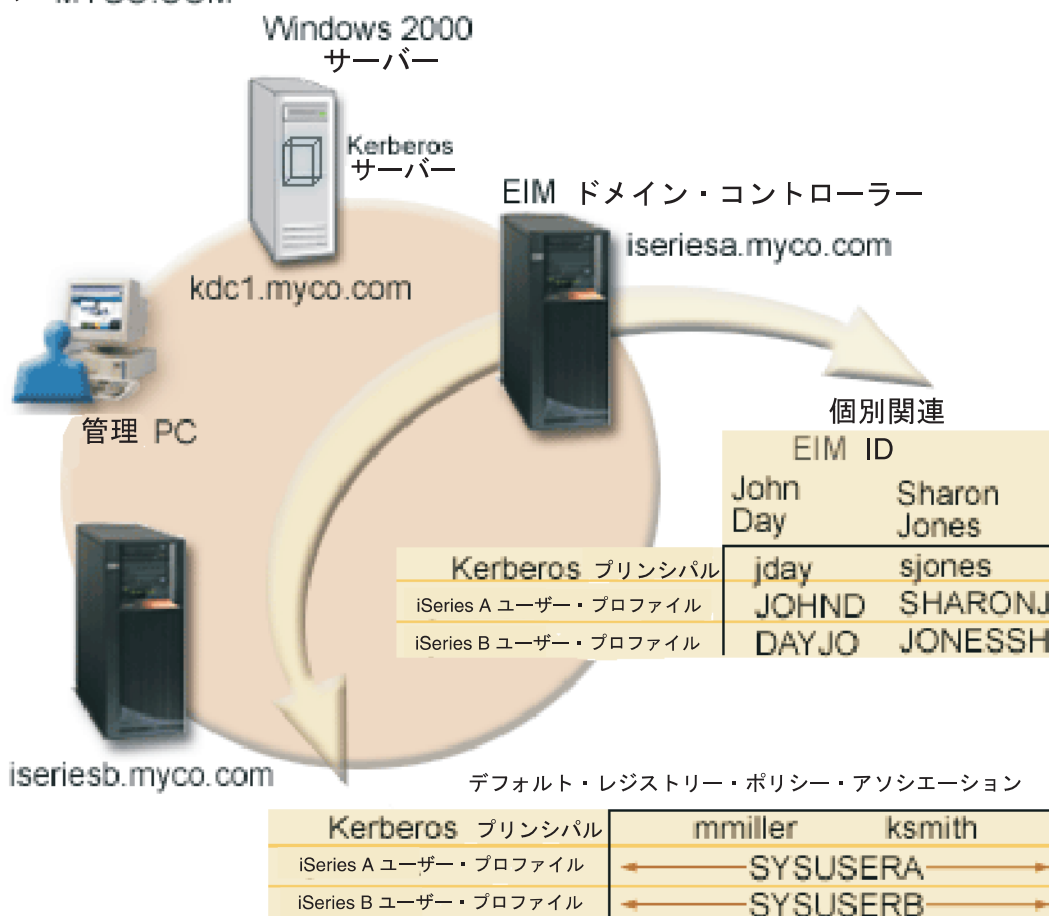 Windows 2000
サーバー
Kerberos
サーバー
EIM ドメイン・コントローラー
iseriesa.myco.com
kdc1.myco.com
管理 PC
個別関連
EIM ID
John Sharon
Day Jones
Kerberos プリンシパル jday sjones
iSeries A ユーザー・プロファイル JOHND SHARONJ
iSeries B ユーザー・プロファイル DAYJO JONESSH
iseriesb.myco.com
デフォルト・レジストリー・ポリシー・アソシエーション
Kerberos プリンシパル mmiller ksmith
iSeries A ユーザー・プロファイル SYSUSERA
iSeries B ユーザー・プロファイル SYSUSERB